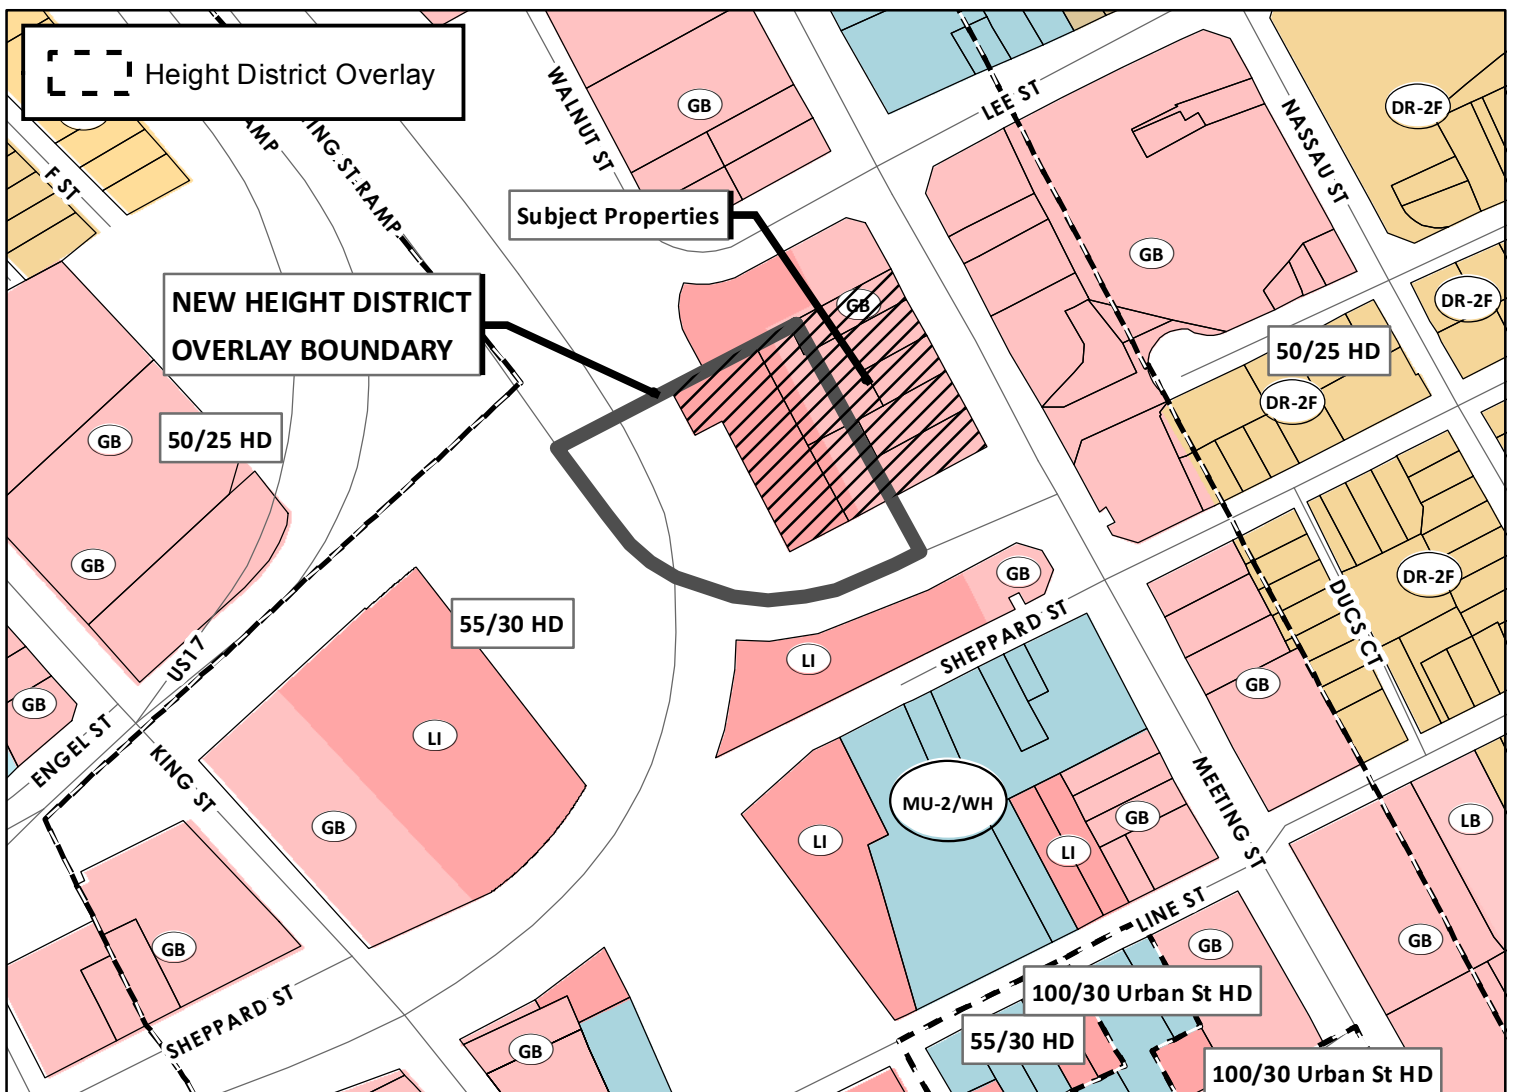 Height District Overlay
RAMP
KING ST RAMP
F ST
WALNUT ST
GB
LEE ST
NASSAU ST
DR-2F
Subject Properties
GB
DR-2F
NEW HEIGHT DISTRICT
OVERLAY BOUNDARY
GB
50/25 HD
DR-2F
GB
50/25 HD
GB
GB
DR-2F
55/30 HD
DUCS CT
SHEPPARD ST
LI
US17
GB
GB
ENGEL ST
KING ST
LI
MEETING ST
MU-2/WH
GB
LB
GB
LI
LI
LINE ST
GB
GB
GB
100/30 Urban St HD
SHEPPARD ST
55/30 HD
GB
100/30 Urban St HD